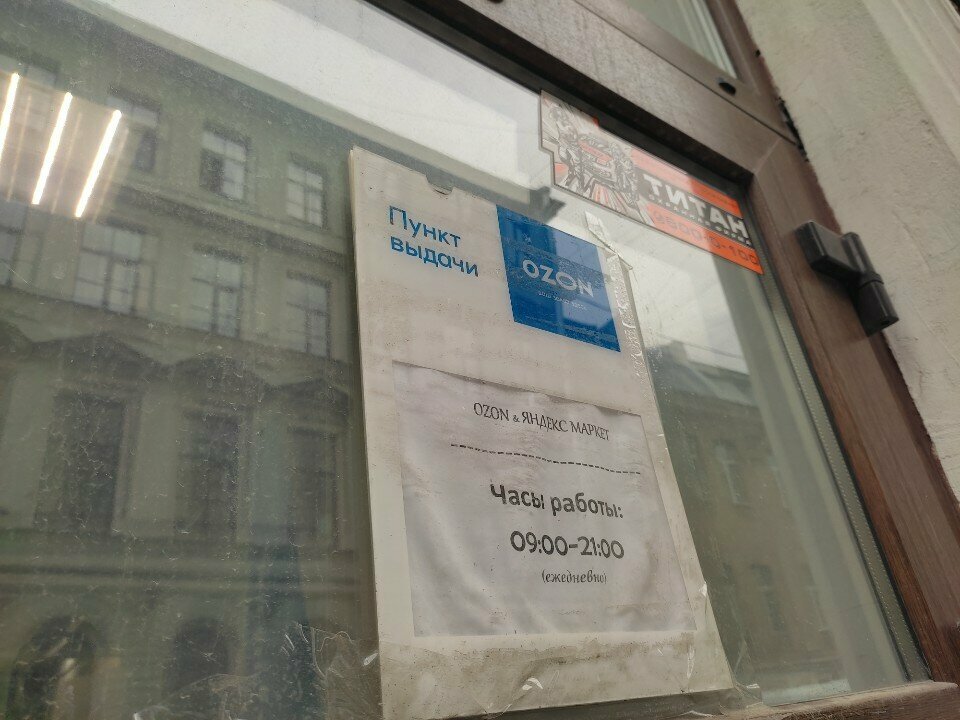 Пункт
выдачи
OZON
OZON & ЯНДЕКС МАРКЕТ
Часы работы:
09:00-21:00
(ежедневно)
ТИТАН